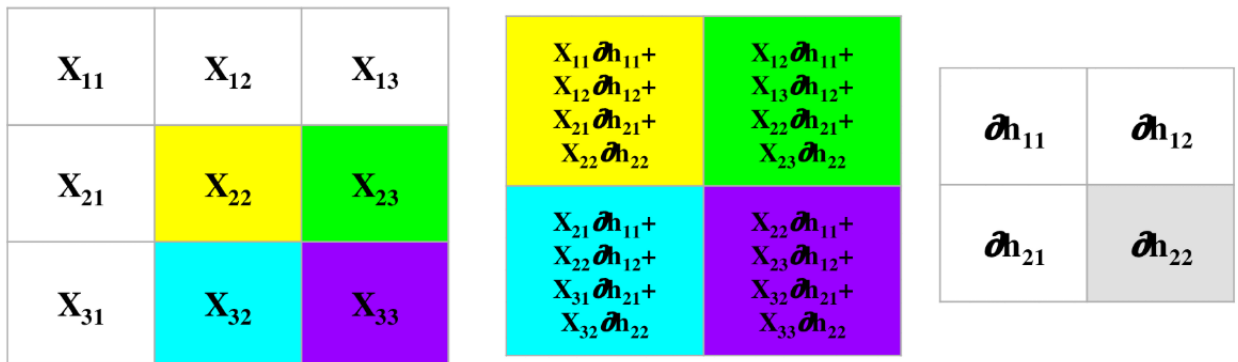 X₁₁ X₁₂ X₁₃
X₂₁ X₂₂ X₂₃
X₃₁ X₃₂ X₃₃
X₁₁∂h₁₁+
X₁₂∂h₁₂+
X₂₁∂h₂₁+
X₂₂∂h₂₂
X₁₂∂h₁₁+
X₁₃∂h₁₂+
X₂₂∂h₂₁+
X₂₃∂h₂₂
X₂₁∂h₁₁+
X₂₂∂h₁₂+
X₃₁∂h₂₁+
X₃₂∂h₂₂
X₂₂∂h₁₁+
X₂₃∂h₁₂+
X₃₂∂h₂₁+
X₃₃∂h₂₂
∂h₁₁ ∂h₁₂
∂h₂₁ ∂h₂₂